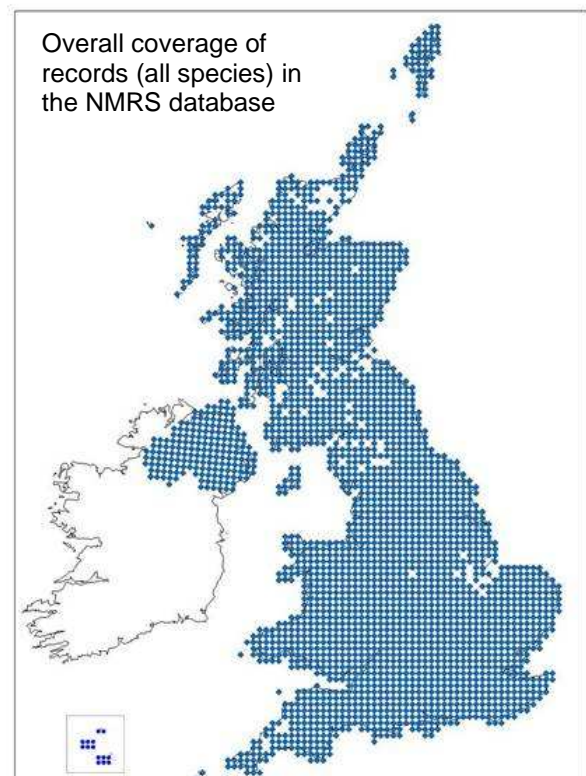 Overall coverage of
records (all species) in
the NMRS database